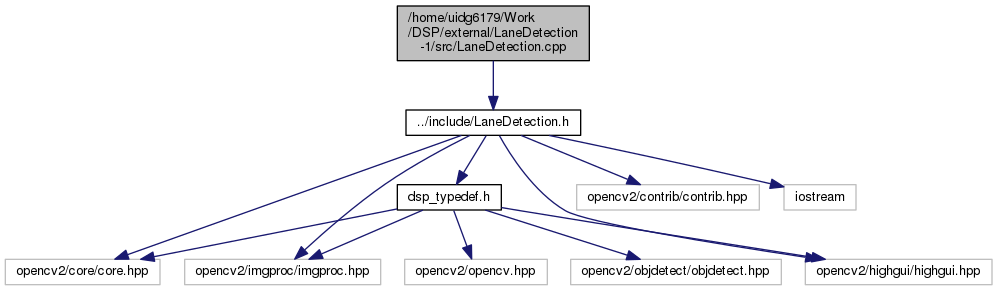 /home/uidg6179/Work
/DSP/external/LaneDetection
-1/src/LaneDetection.cpp
../include/LaneDetection.h
dsp_typedef.h
opencv2/contrib/contrib.hpp
iostream
opencv2/core/core.hpp
opencv2/imgproc/imgproc.hpp
opencv2/opencv.hpp
opencv2/objdetect/objdetect.hpp
opencv2/highgui/highgui.hpp